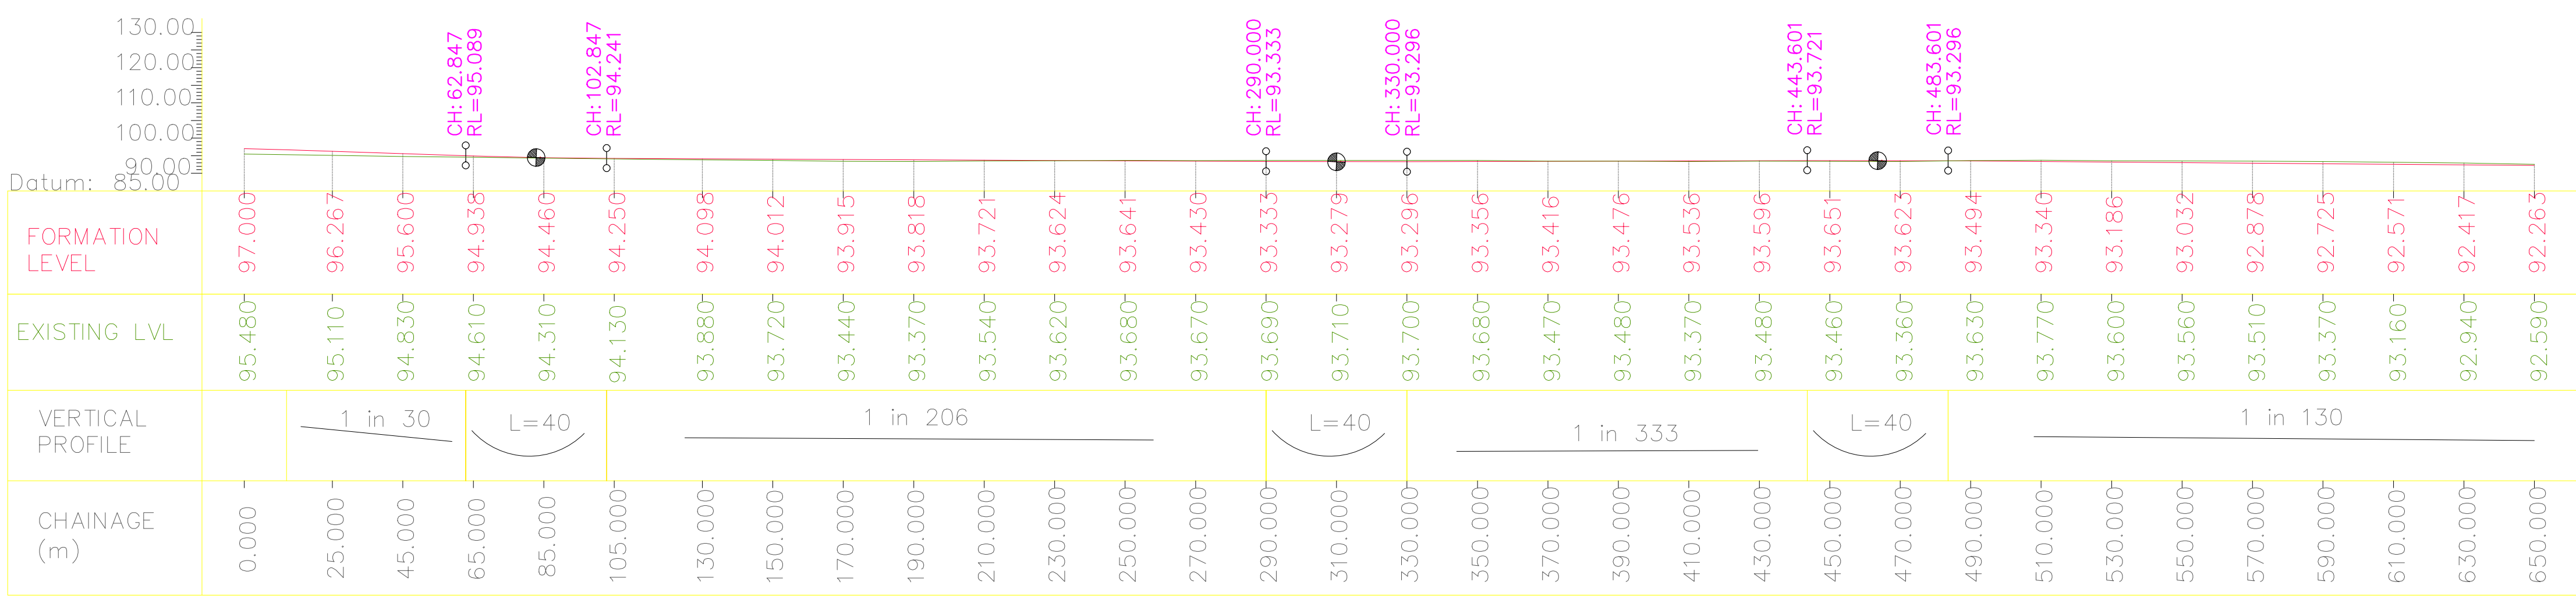 130.00
120.00
110.00
100.00
90.00
Datum: 85.00
CH:62.847
RL=95.089
CH:102.847
RL=94.241
CH:290.000
RL=93.333
CH:330.000
RL=93.296
CH:443.601
RL=93.721
CH:483.601
RL=93.296
FORMATION
LEVEL
97.000 96.267 95.600 94.938 94.460 94.250 94.098 94.012 93.915 93.818 93.721 93.624 93.641 93.430 93.333 93.279 93.296 93.356 93.416 93.476 93.536 93.596 93.651 93.623 93.494 93.340 93.186 93.032 92.878 92.725 92.571 92.417 92.263
EXISTING LVL
95.480 95.110 94.830 94.610 94.310 94.130 93.880 93.720 93.440 93.370 93.540 93.620 93.680 93.670 93.690 93.710 93.700 93.680 93.470 93.480 93.370 93.480 93.460 93.360 93.630 93.770 93.600 93.560 93.510 93.370 93.160 92.940 92.590
VERTICAL
PROFILE
1 in 30 L=40 1 in 206 L=40 1 in 333 L=40 1 in 130
CHAINAGE
(m)
0.000 25.000 45.000 65.000 85.000 105.000 130.000 150.000 170.000 190.000 210.000 230.000 250.000 270.000 290.000 310.000 330.000 350.000 370.000 390.000 410.000 430.000 450.000 470.000 490.000 510.000 530.000 550.000 570.000 590.000 610.000 630.000 650.000